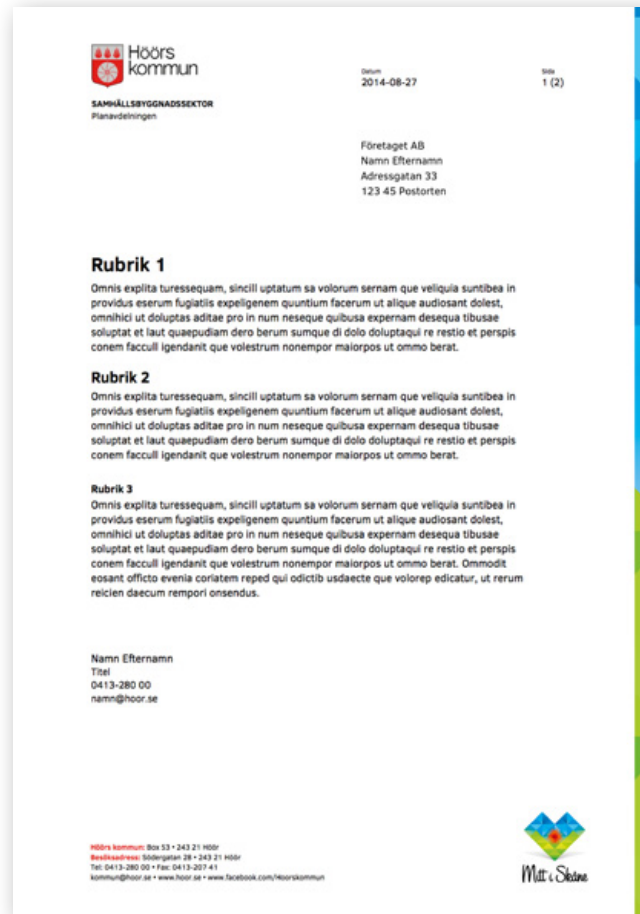 Höörs
kommun
SAMHÄLLSBYGGNADSSEKTOR
Planavdelningen
Datum
2014-08-27
Sida
1 (2)
Företaget AB
Namn Efternamn
Adressgatan 33
123 45 Postorten
Rubrik 1
Omnis explita turessequam, sincill uptatum sa volorum sernam que veliquia suntibea in
providus eserum fugiatiis expeligenem quuntium facerum ut alique audiosant dolest,
omnihici ut doluptas aditae pro in num neseque quibusa expernam desequa tibusae
soluptat et laut quaepudiam dero berum sumque di dolo doluptaqui re restio et perspis
conem faccull igendanit que volestrum nonempor maiorpos ut ommo berat.
Rubrik 2
Omnis explita turessequam, sincill uptatum sa volorum sernam que veliquia suntibea in
providus eserum fugiatiis expeligenem quuntium facerum ut alique audiosant dolest,
omnihici ut doluptas aditae pro in num neseque quibusa expernam desequa tibusae
soluptat et laut quaepudiam dero berum sumque di dolo doluptaqui re restio et perspis
conem faccull igendanit que volestrum nonempor maiorpos ut ommo berat.
Rubrik 3
Omnis explita turessequam, sincill uptatum sa volorum sernam que veliquia suntibea in
providus eserum fugiatiis expeligenem quuntium facerum ut alique audiosant dolest,
omnihici ut doluptas aditae pro in num neseque quibusa expernam desequa tibusae
soluptat et laut quaepudiam dero berum sumque di dolo doluptaqui re restio et perspis
conem faccull igendanit que volestrum nonempor maiorpos ut ommo berat. Ommodit
eosant officto evenia coriatem reped qui odictib usdaecte que volorep edicatur, ut rerum
reicien daecum rempori onsendus.
Namn Efternamn
Titel
0413-280 00
namn@hoor.se
Höörs kommun: Box 53 • 243 21 Höör
Besöksadress: Södergatan 28 • 243 21 Höör
Tel: 0413-280 00 • Fax: 0413-207 41
kommun@hoor.se • www.hoor.se • www.facebook.com/Hoorskommun
Mitt i Skåne